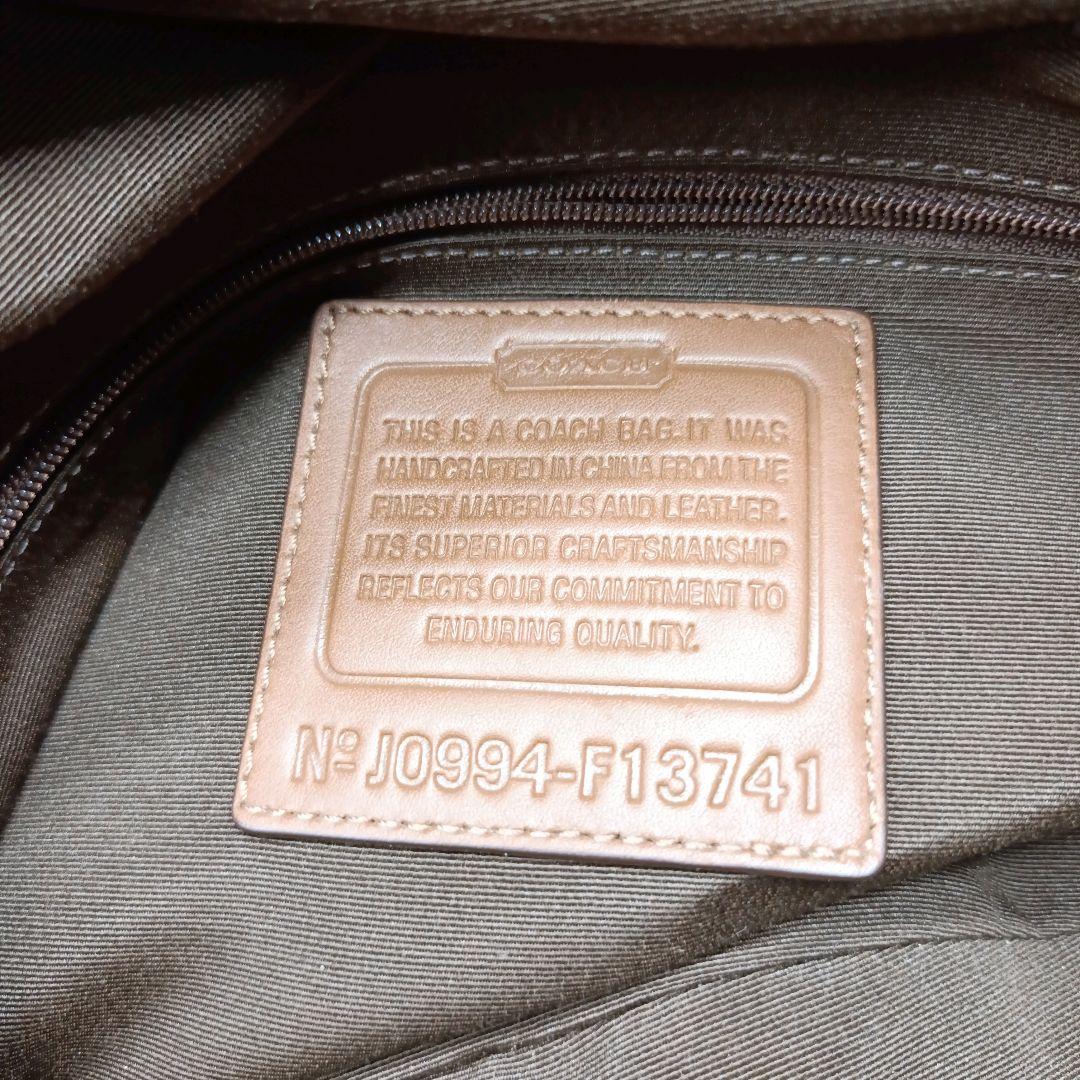 COACH
THIS IS A COACH BAG. IT WAS
HANDCRAFTED IN CHINA FROM THE
FINEST MATERIALS AND LEATHER.
ITS SUPERIOR CRAFTSMANSHIP
REFLECTS OUR COMMITMENT TO
ENDURING QUALITY.
Nº J0994-F13741